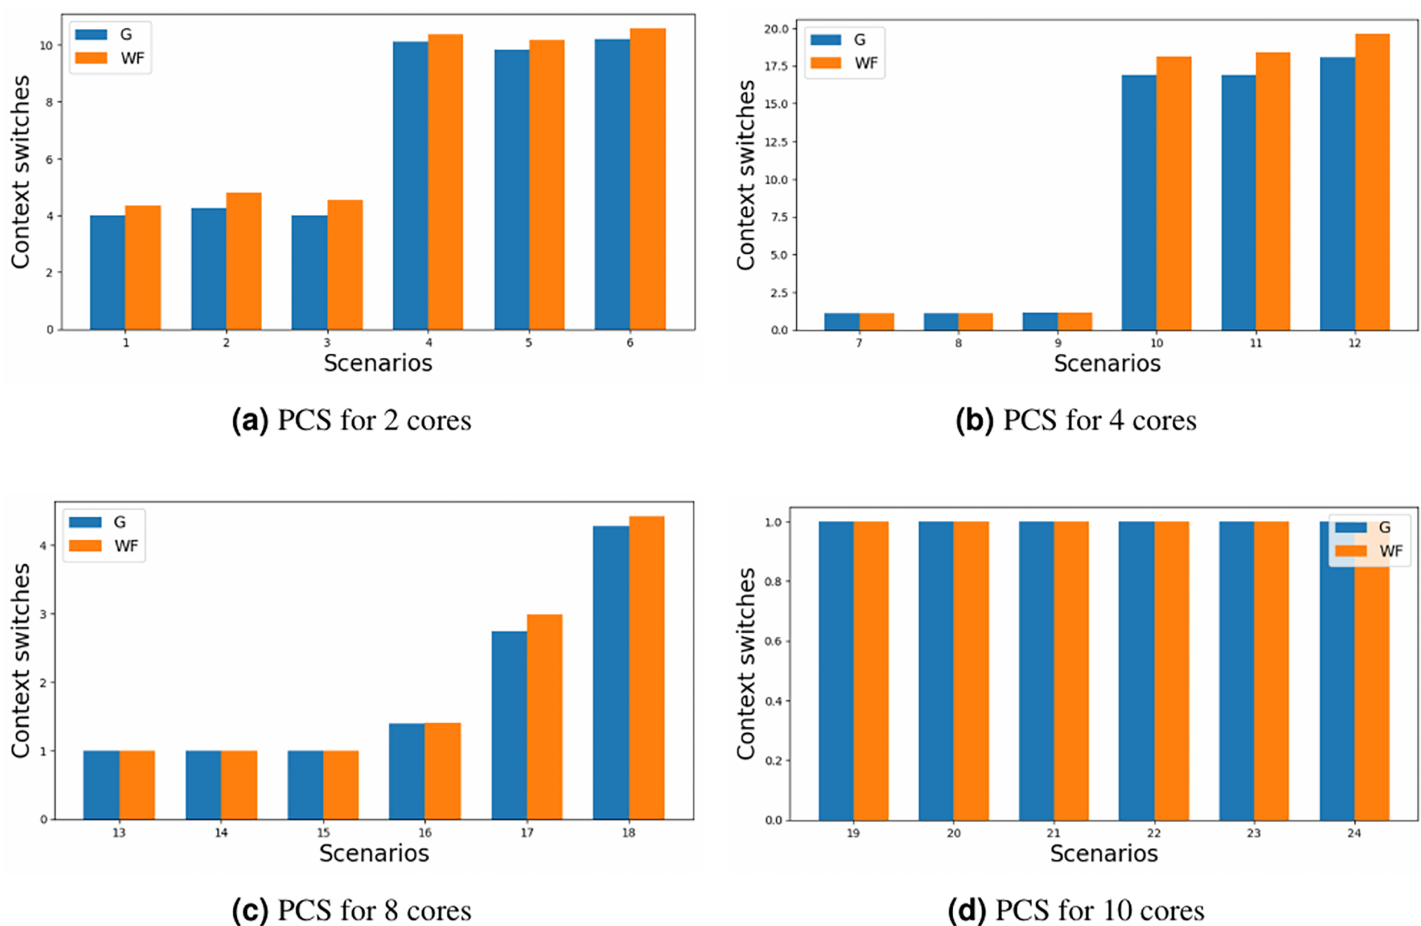 G
WF
10
8
6
4
2
0
Context switches
1 2 3 4 5 6
Scenarios
(a) PCS for 2 cores
G
WF
20.0
17.5
15.0
12.5
10.0
7.5
5.0
2.5
0.0
Context switches
7 8 9 10 11 12
Scenarios
(b) PCS for 4 cores
G
WF
4
3
2
1
0
Context switches
13 14 15 16 17 18
Scenarios
(c) PCS for 8 cores
G
WF
1.0
0.8
0.6
0.4
0.2
0.0
Context switches
19 20 21 22 23 24
Scenarios
(d) PCS for 10 cores